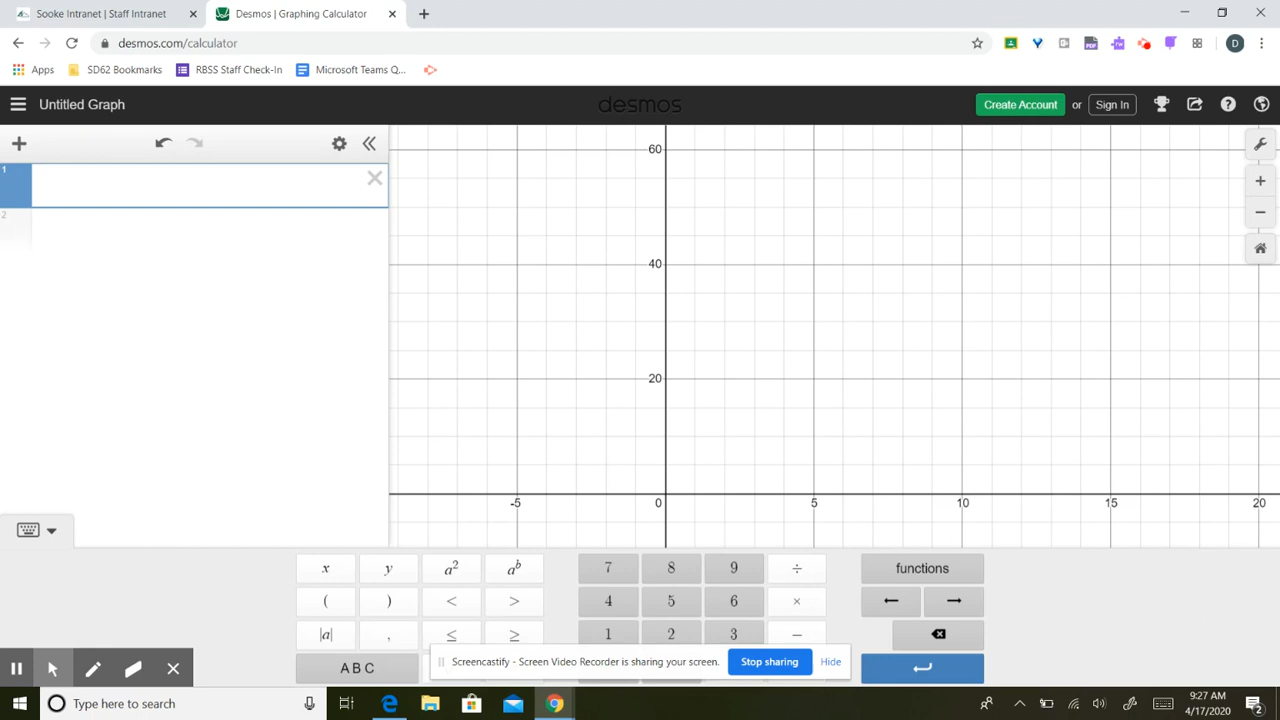 Sooke Intranet | Staff Intranet
Desmos | Graphing Calculator
desmos.com/calculator
D
Apps
SD62 Bookmarks
RBSS Staff Check-In
Microsoft Teams Q...
Untitled Graph
desmos
Create Account
or
Sign In
1
2
60
40
20
-5
0
5
10
15
20
x
y
a²
aᵇ
7
8
9
÷
functions
(
)
<
>
4
5
6
×
←
→
|a|
,
≤
≥
1
2
3
−
A B C
Screencastify - Screen Video Recorder is sharing your screen.
Stop sharing
Hide
Type here to search
9:27 AM
4/17/2020
2